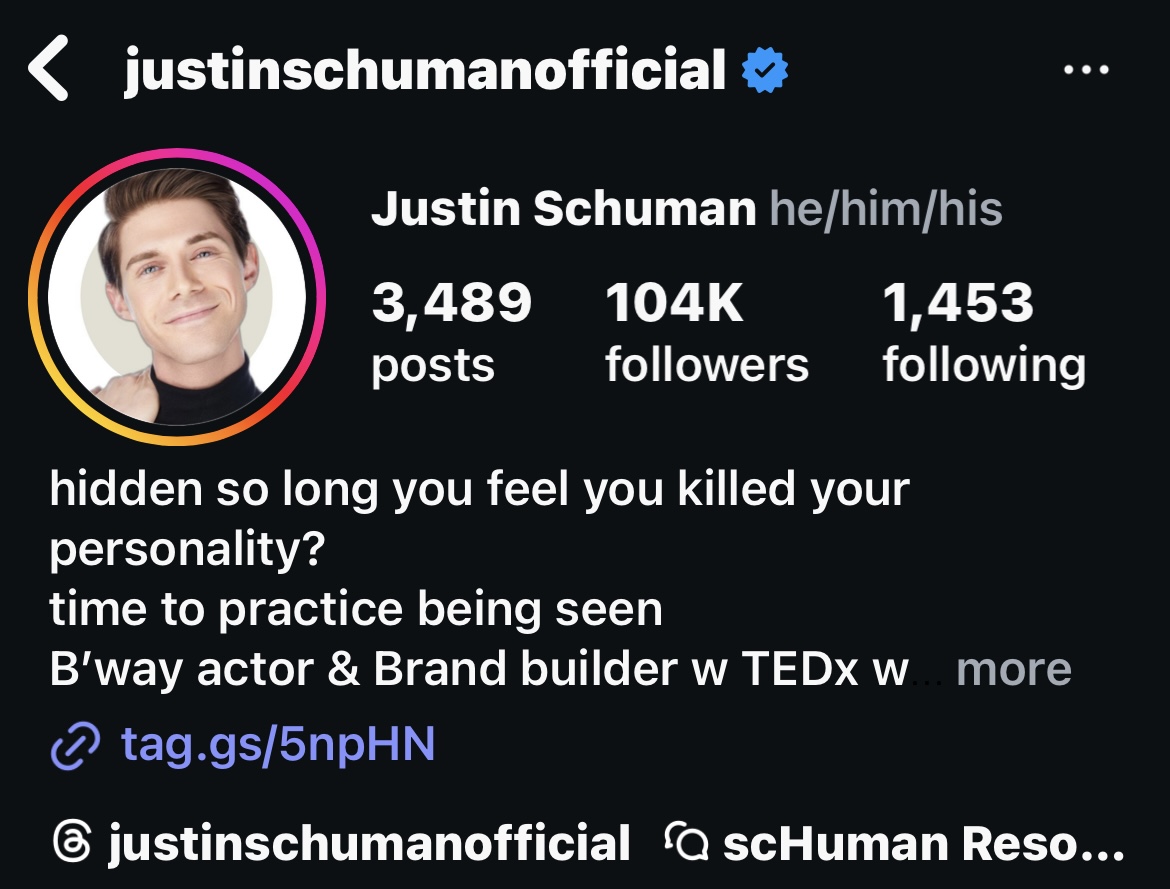 justinschumanofficial
Justin Schuman he/him/his
3,489 104K 1,453
posts followers following
hidden so long you feel you killed your
personality?
time to practice being seen
B’way actor & Brand builder w TEDx w... more
tag.gs/5npHN
justinschumanofficial scHuman Reso...